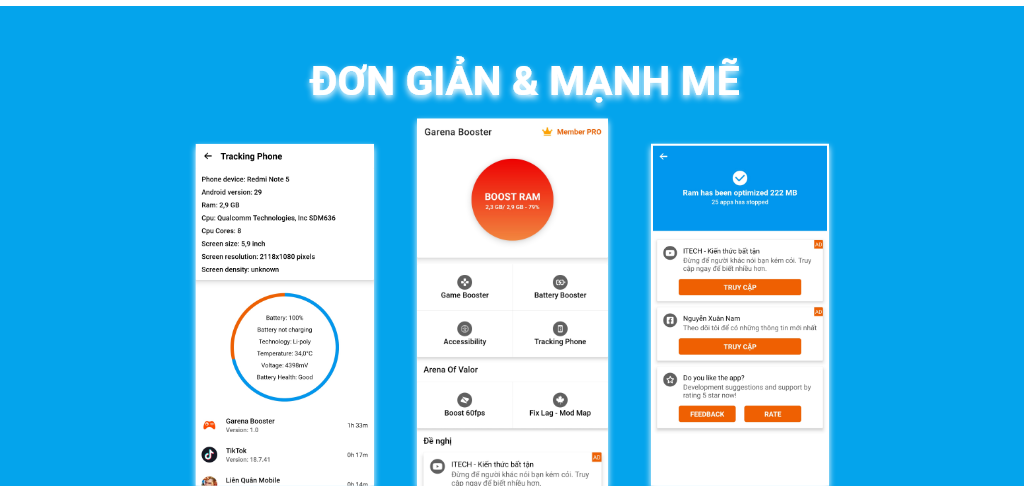 ĐƠN GIẢN & MẠNH MẼ
Tracking Phone
Phone device: Redmi Note 5
Android version: 29
Ram: 2,9 GB
Cpu: Qualcomm Technologies, Inc SDM636
Cpu Cores: 8
Screen size: 5,9 inch
Screen resolution: 2118x1080 pixels
Screen density: unknown
Battery: 100%
Battery not charging
Technology: Li-poly
Temperature: 34,0°C
Voltage: 4398mV
Battery Health: Good
Garena Booster
Version: 1.0
1h 33m
TikTok
Version: 18.7.41
0h 17m
Liên Quân Mobile
0h 14m
Garena Booster
Member PRO
BOOST RAM
2,3 GB/ 2,9 GB - 79%
Game Booster
Battery Booster
Accessibility
Tracking Phone
Arena Of Valor
Boost 60fps
Fix Lag - Mod Map
Đề nghị
AD
ITECH - Kiến thức bất tận
Đừng để người khác nói bạn kém cỏi. Truy
cập ngay để biết nhiều hơn.
Ram has been optimized 222 MB
25 apps has stopped
AD
ITECH - Kiến thức bất tận
Đừng để người khác nói bạn kém cỏi. Truy
cập ngay để biết nhiều hơn.
TRUY CẬP
AD
Nguyễn Xuân Nam
Theo dõi tôi để có những thông tin mới nhất
TRUY CẬP
Do you like the app?
Development suggestions and support by
rating 5 star now!
FEEDBACK
RATE